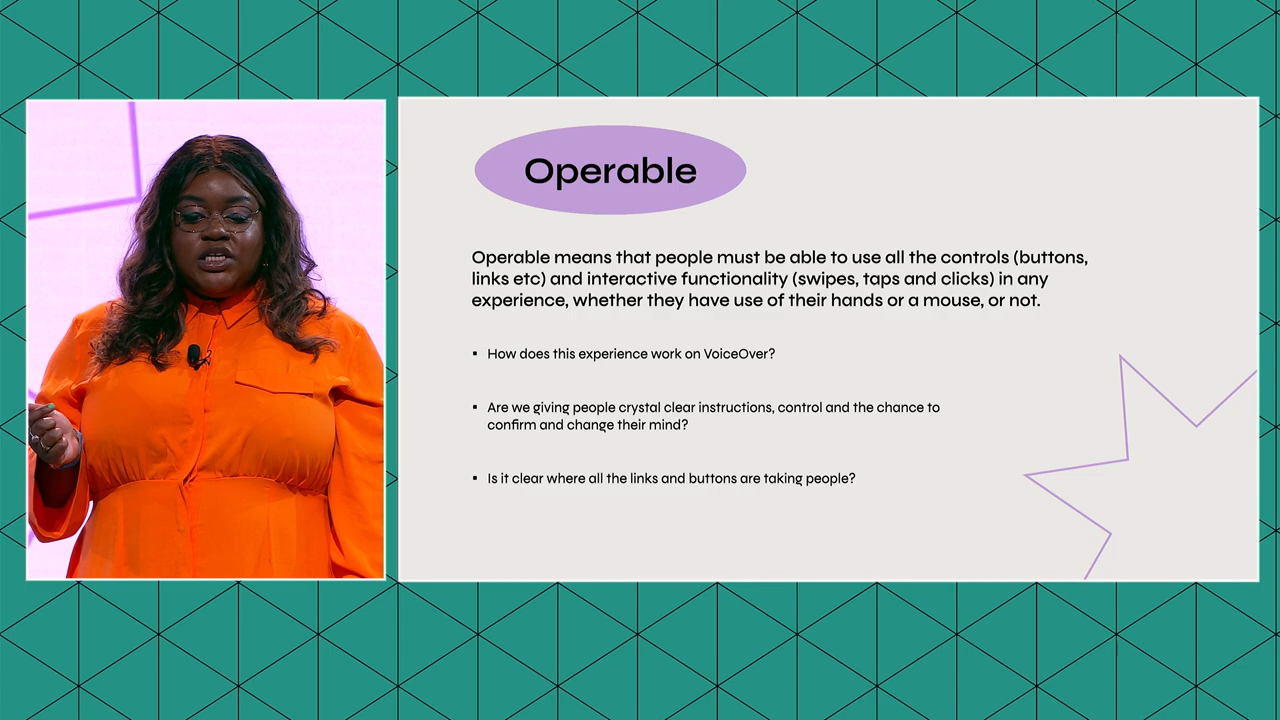 Operable
Operable means that people must be able to use all the controls (buttons,
links etc) and interactive functionality (swipes, taps and clicks) in any
experience, whether they have use of their hands or a mouse, or not.
▪ How does this experience work on VoiceOver?
▪ Are we giving people crystal clear instructions, control and the chance to
confirm and change their mind?
▪ Is it clear where all the links and buttons are taking people?